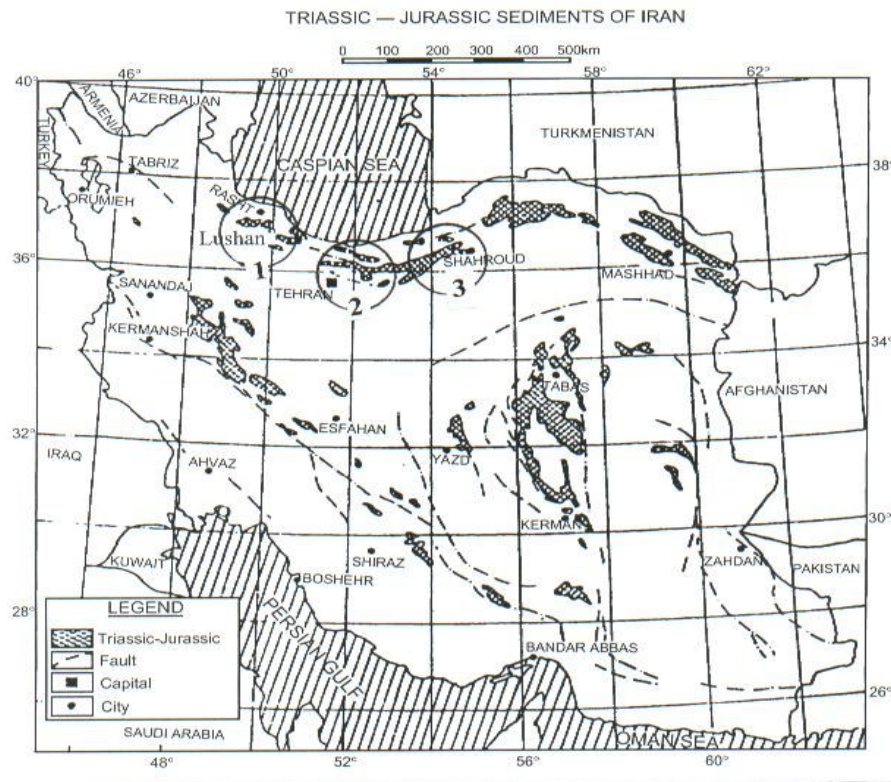 TRIASSIC — JURASSIC SEDIMENTS OF IRAN
0 100 200 300 400 500km
46° 50° 54° 58° 62°
40°
ARMENIA
AZERBAIJAN
TURKEY
TURKMENISTAN
CASPIAN SEA
38°
TABRIZ
ORUMIEH
RASHT
Lushan
1
36°
SHAHROUD
3
MASHHAD
36°
SANANDAJ
TEHRAN
2
KERMANSHAH
34°
TABAS
AFGHANISTAN
32°
ESFAHAN
YAZD
32°
IRAQ
AHVAZ
KERMAN
30°
KUWAIT
SHIRAZ
ZAHDAN
PAKISTAN
BOSHEHR
28°
LEGEND
Triassic-Jurassic
Fault
Capital
City
PERSIAN GULF
BANDAR ABBAS
28°
26°
SAUDI ARABIA
OMAN SEA
48° 52° 56° 60°